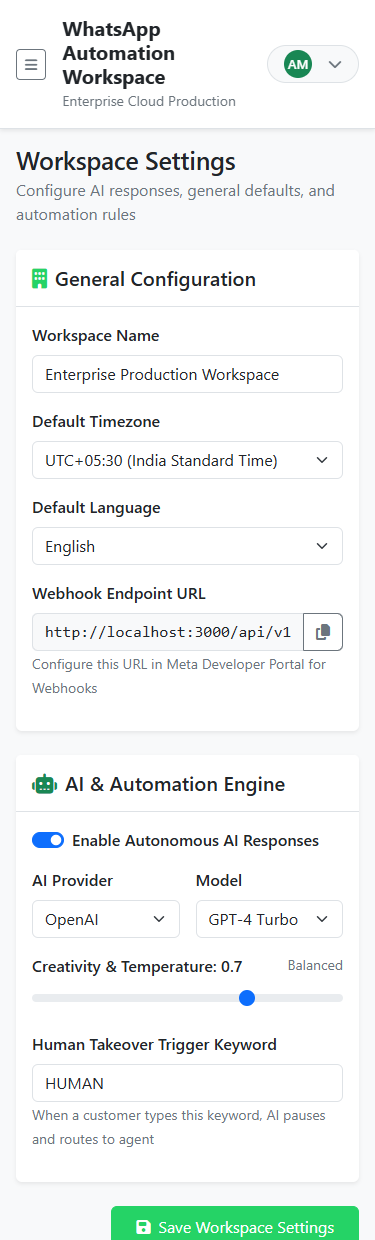 WhatsApp
Automation
Workspace
Enterprise Cloud Production
AM
Workspace Settings
Configure AI responses, general defaults, and
automation rules
General Configuration
Workspace Name
Enterprise Production Workspace
Default Timezone
UTC+05:30 (India Standard Time)
Default Language
English
Webhook Endpoint URL
http://localhost:3000/api/v1
Configure this URL in Meta Developer Portal for
Webhooks
AI & Automation Engine
Enable Autonomous AI Responses
AI Provider
Model
OpenAI
GPT-4 Turbo
Creativity & Temperature: 0.7
Balanced
Human Takeover Trigger Keyword
HUMAN
When a customer types this keyword, AI pauses
and routes to agent
Save Workspace Settings